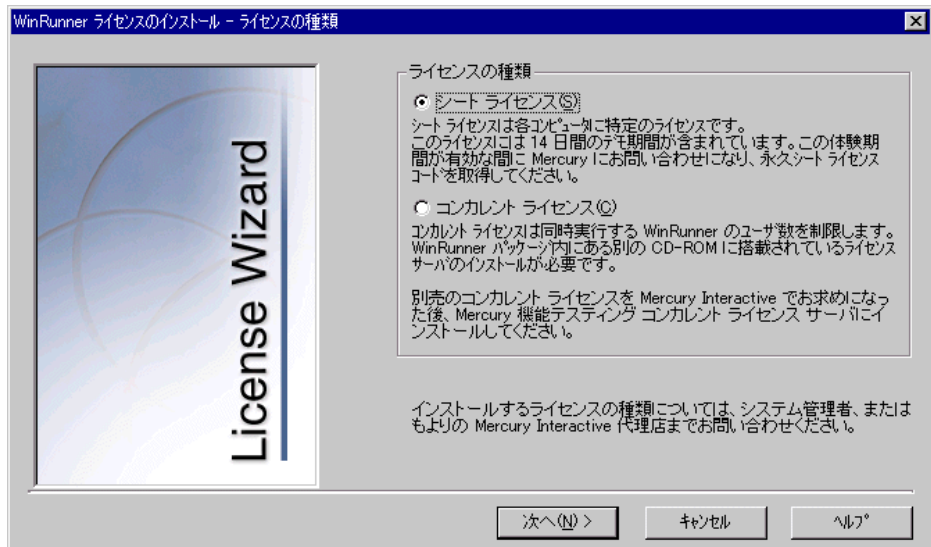 WinRunner ライセンスのインストール - ライセンスの種類
License Wizard
ライセンスの種類
シート ライセンス(S)
シート ライセンスは各コンピュータに特定のライセンスです。
このライセンスには 14 日間のデモ期間が含まれています。この体験期
間が有効な間に Mercury にお問い合わせになり、永久シート ライセンス
コードを取得してください。
コンカレント ライセンス(C)
コンカレント ライセンスは同時実行する WinRunner のユーザ数を制限します。
WinRunner パッケージ内にある別の CD-ROM に搭載されているライセンス
サーバのインストールが必要です。
別売のコンカレント ライセンスを Mercury Interactive でお求めになっ
た後、Mercury 機能テスティング コンカレント ライセンス サーバにイ
ンストールしてください。
インストールするライセンスの種類については、システム管理者、または
もよりの Mercury Interactive 代理店までお問い合わせください。
次へ(N) >
キャンセル
ヘルプ